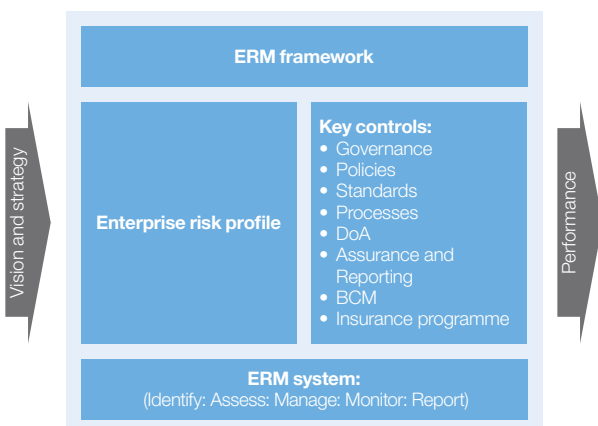 ERM framework
Vision and strategy
Enterprise risk profile
Key controls:
• Governance
• Policies
• Standards
• Processes
• DoA
• Assurance and
Reporting
• BCM
• Insurance programme
Performance
ERM system:
(Identify: Assess: Manage: Monitor: Report)